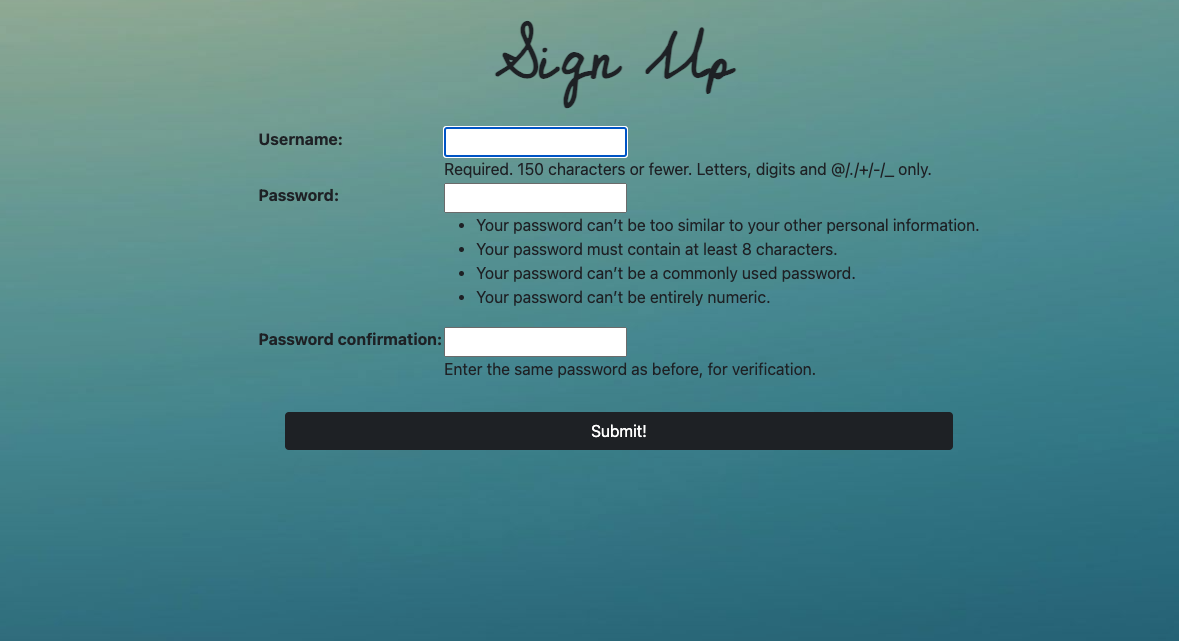 Sign Up
Username:
Required. 150 characters or fewer. Letters, digits and @/./+/-/_ only.
Password:
• Your password can’t be too similar to your other personal information.
• Your password must contain at least 8 characters.
• Your password can’t be a commonly used password.
• Your password can’t be entirely numeric.
Password confirmation:
Enter the same password as before, for verification.
Submit!